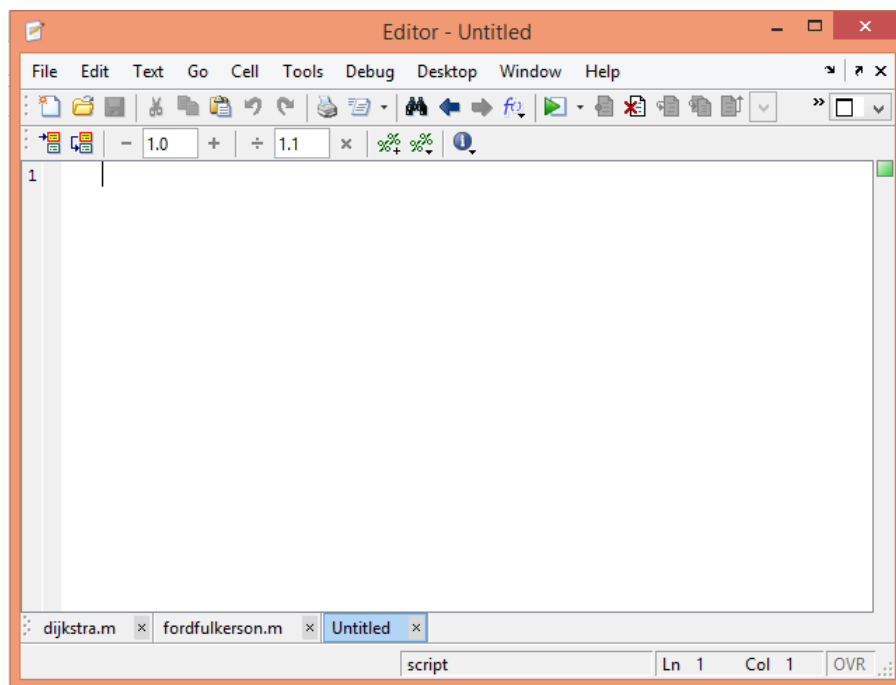 Editor - Untitled
File Edit Text Go Cell Tools Debug Desktop Window Help
1.0 1.1
1
dijkstra.m fordfulkerson.m Untitled
script Ln 1 Col 1 OVR